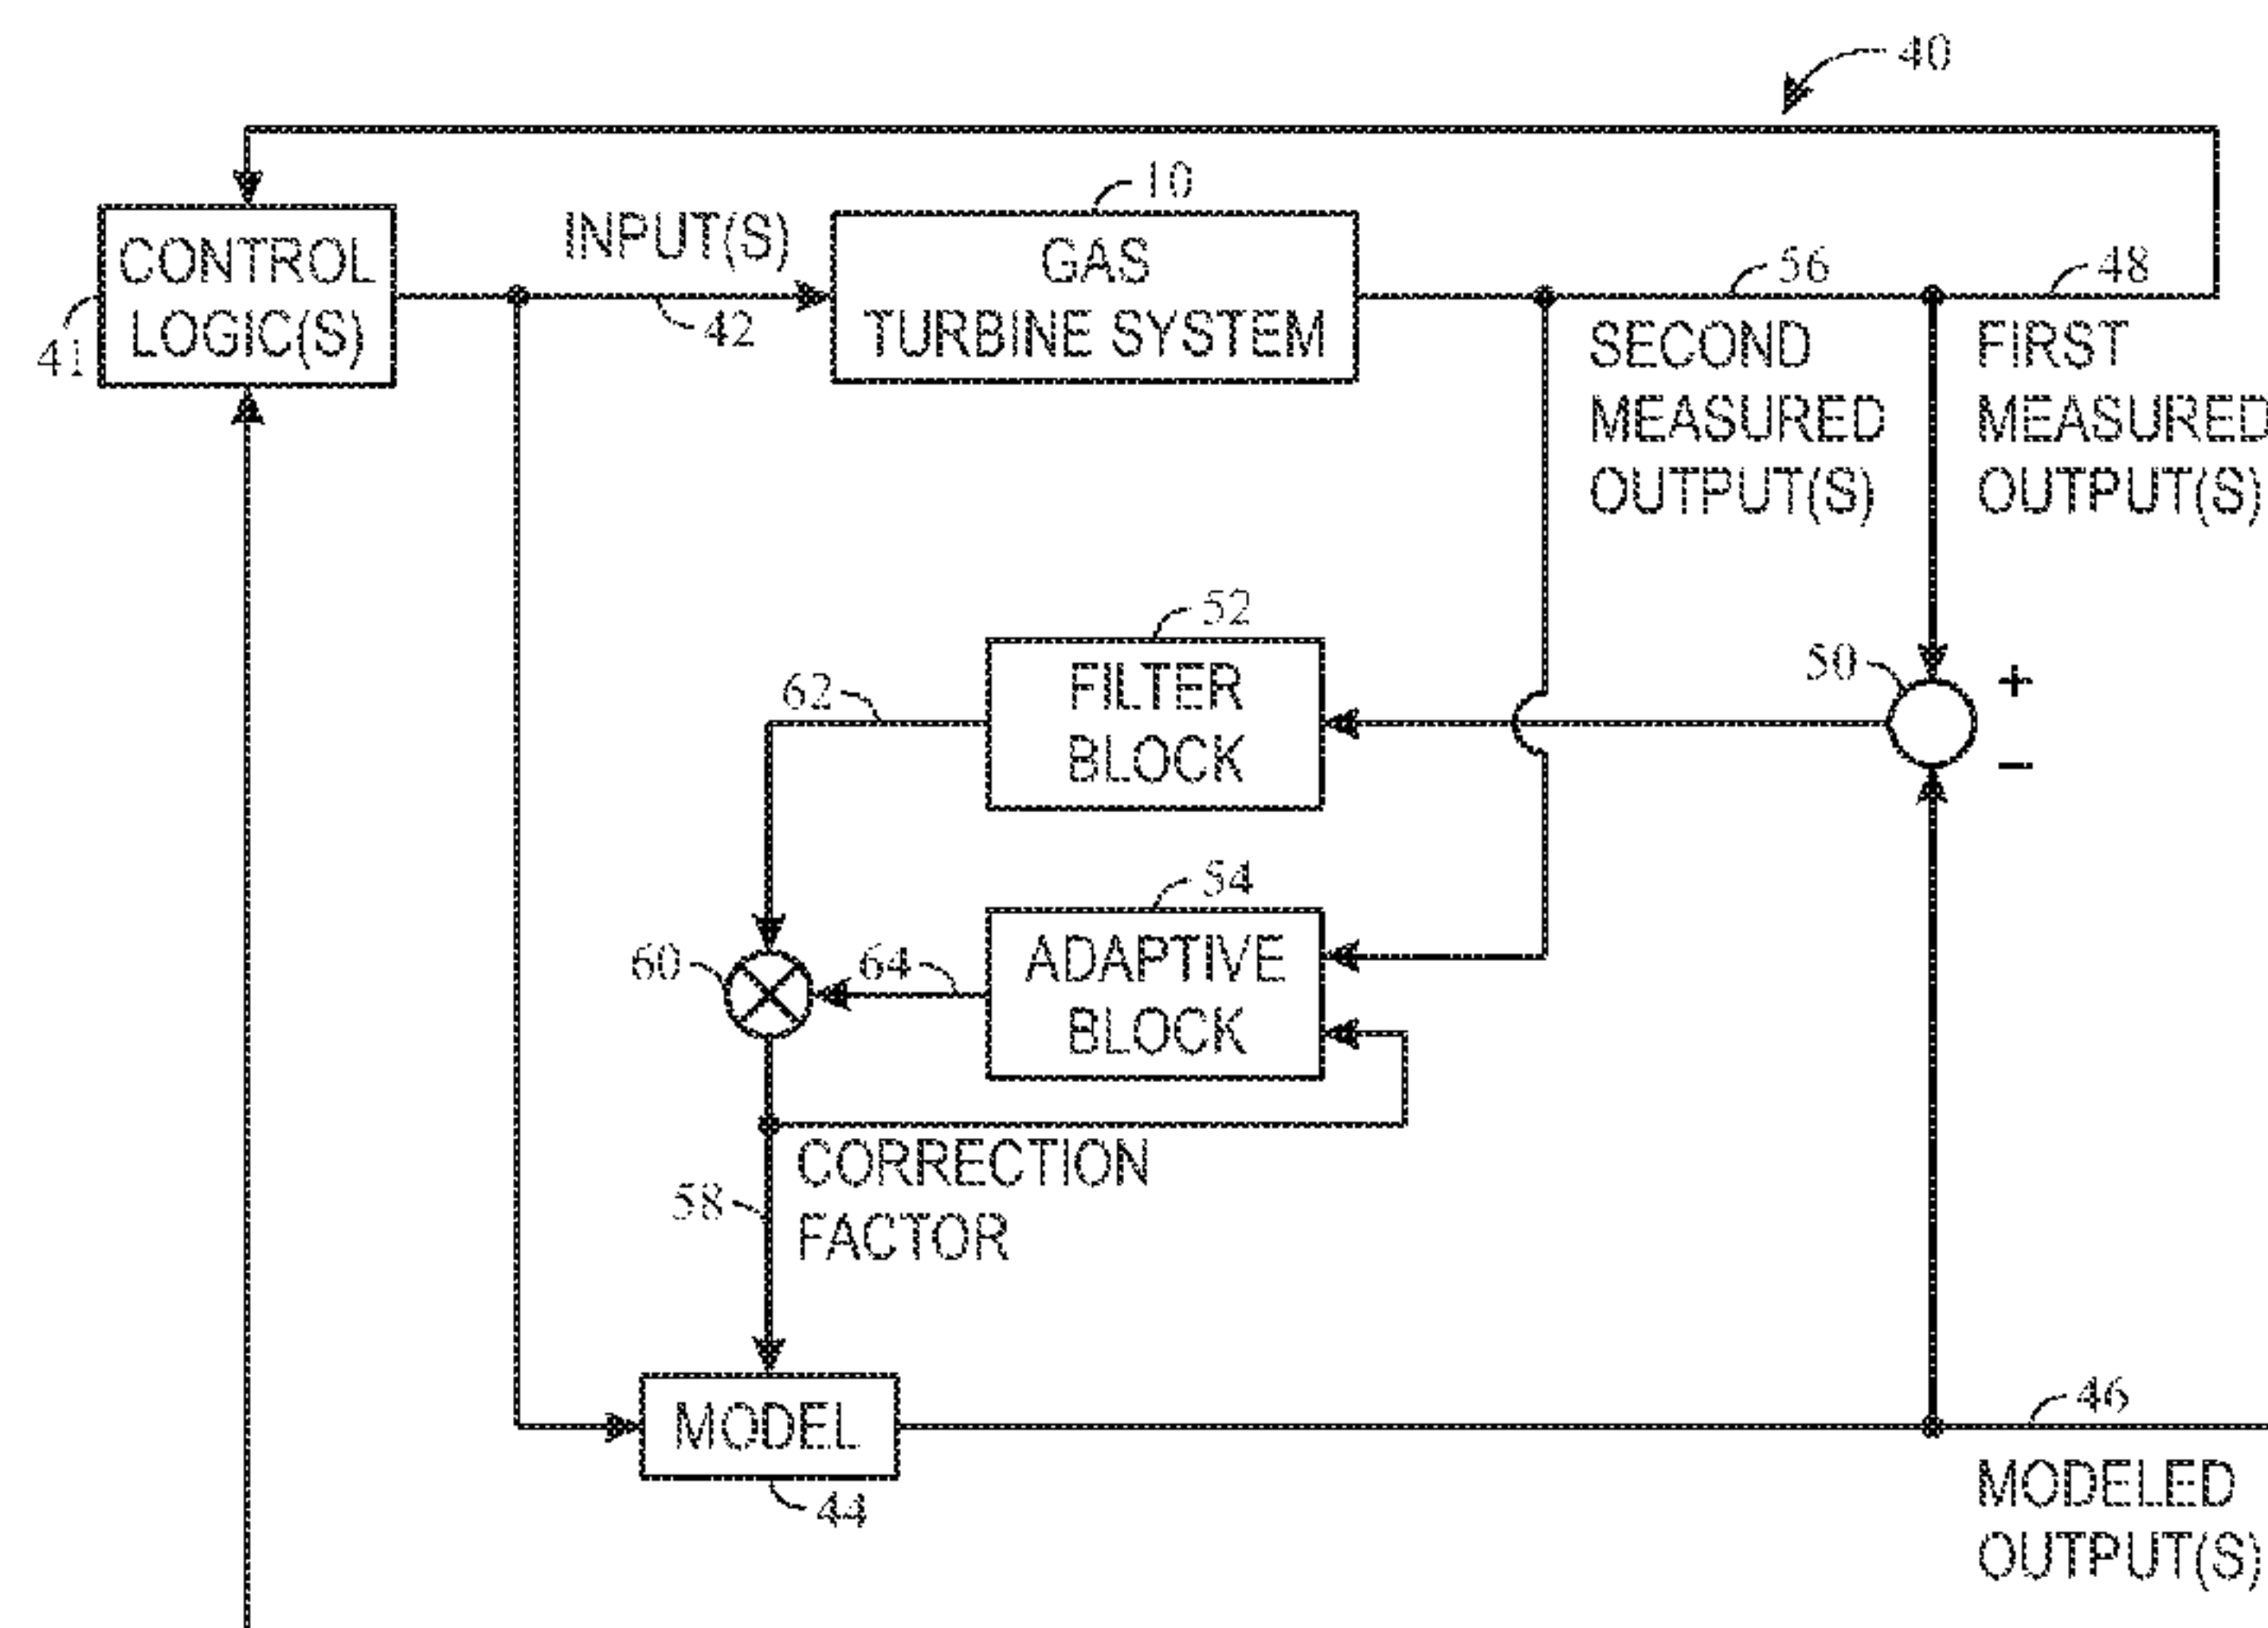 40
10
CONTROL
LOGIC(S)
41
INPUT(S)
42
GAS
TURBINE SYSTEM
56
48
SECOND
MEASURED
OUTPUT(S)
FIRST
MEASURED
OUTPUT(S)
52
62
FILTER
BLOCK
50
+
−
54
60
64
ADAPTIVE
BLOCK
CORRECTION
FACTOR
58
MODEL
44
46
MODELED
OUTPUT(S)